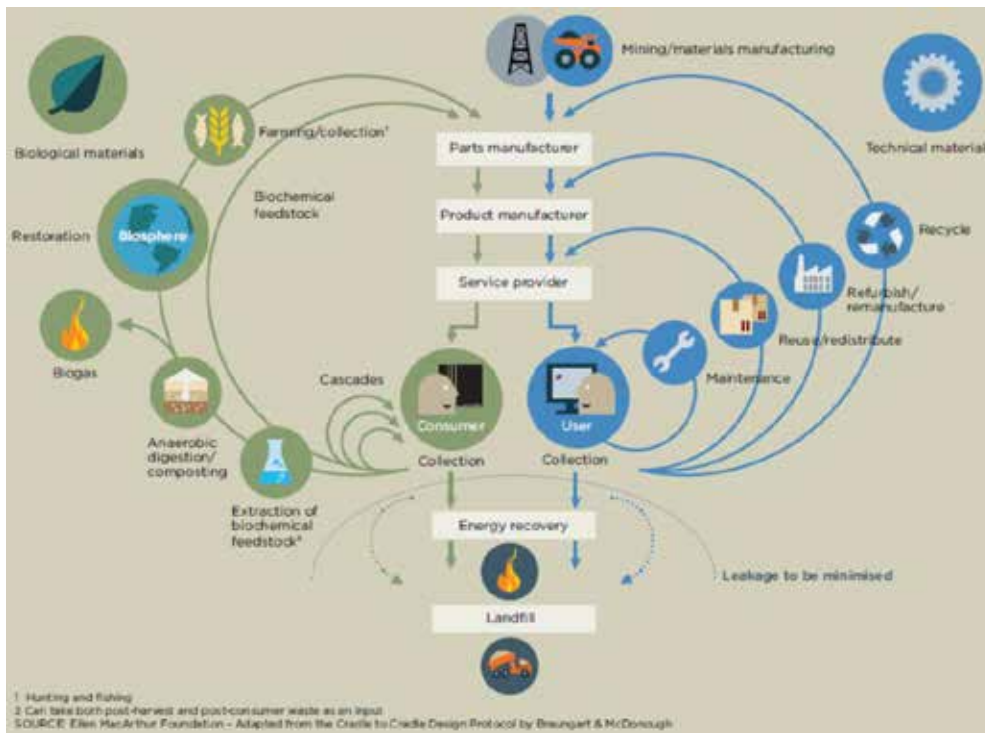 Mining/materials manufacturing
Biological materials
Farming/collection¹
Parts manufacturer
Technical material
Biochemical
feedstock
Product manufacturer
Restoration
Biosphere
Recycle
Service provider
Refurbish/
remanufacture
Reuse/redistribute
Biogas
Cascades
Maintenance
Consumer
User
Anaerobic
digestion/
composting
Collection
Collection
Extraction of
biochemical
feedstock²
Energy recovery
Leakage to be minimised
Landfill
1 Hunting and fishing
2 Can take both post-harvest and post-consumer waste as an input
SOURCE: Ellen MacArthur Foundation – Adapted from the Cradle to Cradle Design Protocol by Braungart & McDonough